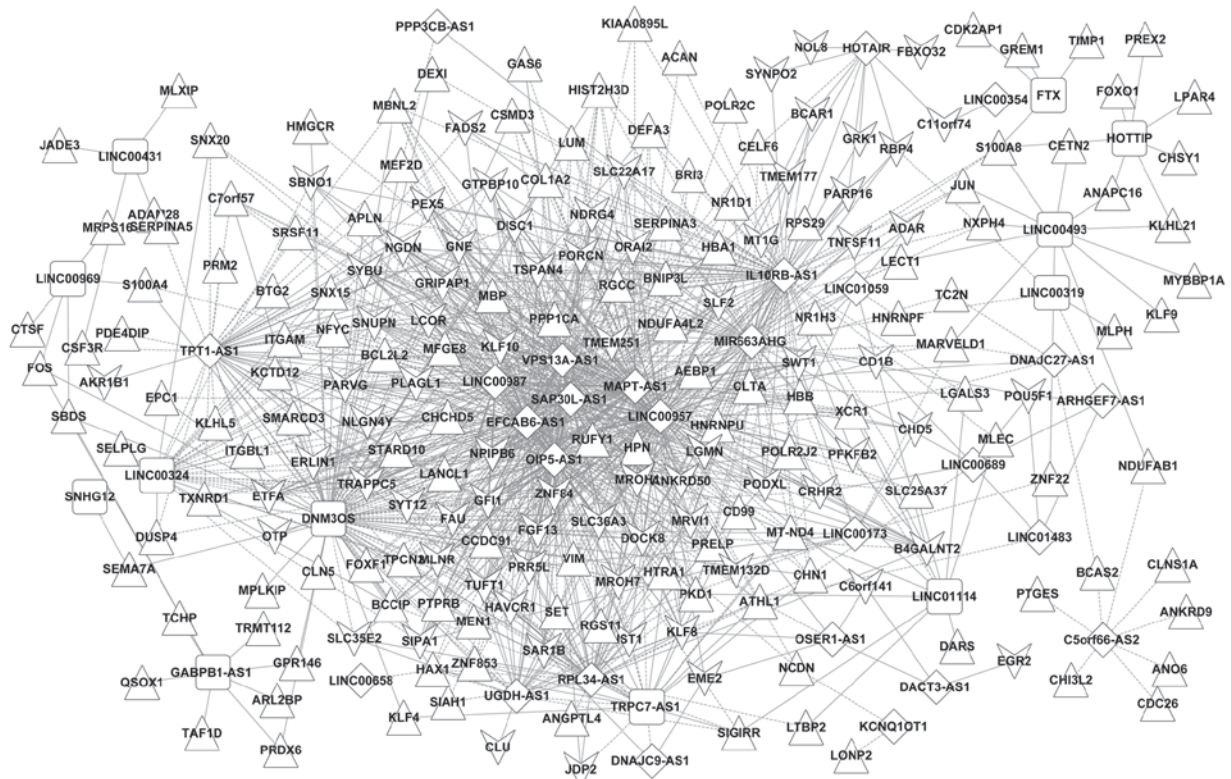 PPP3CB-AS1
KIAA0895L
NOL8
HOTAIR
FBXO32
CDK2AP1
GREM1
TIMP1
PREX2
MLXIP
DEXI
GAS6
ACAN
SYNPO2
FTX
FOXO1
LPAR4
MBNL2
HIST2H3D
POLR2C
BCAR1
LINC00354
HOTTIP
JADE3
LINC00431
SNX20
HMGCR
FADS2
CSMD3
LUM
DEFA3
CELF6
GRK1
C11orf74
RBP4
S100A8
CETN2
CHSY1
SBNO1
MEF2D
GTPBP10
COL1A2
SLC22A17
BRI3
TMEM177
PARP16
JUN
ANAPC16
C7orf57
PEX5
NR1D1
NXPH4
ADAM28
SERPINA5
MRPS16
APLN
DISC1
NDRG4
SERPINA3
RPS29
TNFSF11
ADAR
LINC00493
KLHL21
SRSF11
NGDN
GNE
PORCN
ORAI2
HBA1
MT1G
LECT1
LINC00969
S100A4
PRM2
SYBU
GRIPAP1
TSPAN4
RGCC
BNIP3L
IL10RB-AS1
LINC01059
MYBBP1A
BTG2
SNX15
MBP
SLF2
TC2N
LINC00319
CTSF
PDE4DIP
ITGAM
NFYC
SNUPN
LCOR
PPP1CA
NDUFA4L2
NR1H3
HNRNPF
KLF9
CSF3R
TPT1-AS1
BCL2L2
MFGE8
KLF10
TMEM251
MIR663AHG
MARVELD1
MLPH
FOS
KCTD12
VPS13A-AS1
SWT1
CD1B
DNAJC27-AS1
AKR1B1
PARVG
PLAGL1
LINC00987
MAPT-AS1
AEBP1
CLTA
EPC1
SAP30L-AS1
HBB
LGALS3
POU5F1
ARHGEF7-AS1
SBDS
KLHL5
SMARCD3
NLGN4Y
CHCHD5
EFCAB6-AS1
LINC00957
XCR1
HNRNPU
CHD5
MLEC
SELPLG
ITGBL1
ERLIN1
STARD10
NPIPB6
RUFY1
HPN
LGMN
POLR2J2
PFKFB2
NDUFAB1
LINC00324
LANCL1
OIP5-AS1
LINC00689
TRAPPC5
ANKRD50
PODXL
ZNF22
SNHG12
TXNRD1
ETFA
SYT12
GFI1
CRHR2
SLC25A37
DNM3OS
FAU
SLC36A3
MRVI1
CD99
FGF13
MT-ND4
LINC00173
DUSP4
OTP
CCDC91
DOCK8
PRELP
LINC01483
B4GALNT2
SEMA7A
CLN5
FOXF1
TPCN2
MLNR
PRR5L
VIM
TMEM132D
MROH7
HTRA1
CHN1
C6orf141
BCAS2
CLNS1A
MPLKIP
BCCIP
TUFT1
PKD1
ATHL1
LINC01114
PTGES
TCHP
PTPRB
HAVCR1
SET
ANKRD9
TRMT112
SLC35E2
MEN1
RGS11
IST1
KLF8
OSER1-AS1
C5orf66-AS2
SIPA1
SAR1B
DARS
GABPB1-AS1
GPR146
ZNF853
HAX1
RPL34-AS1
EME2
NCDN
EGR2
ANO6
QSOX1
LINC00658
UGDH-AS1
DACT3-AS1
CHI3L2
ARL2BP
SIAH1
CDC26
KLF4
ANGPTL4
TRPC7-AS1
LTBP2
KCNQ1OT1
TAF1D
PRDX6
CLU
SIGIRR
LONP2
JDP2
DNAJC9-AS1